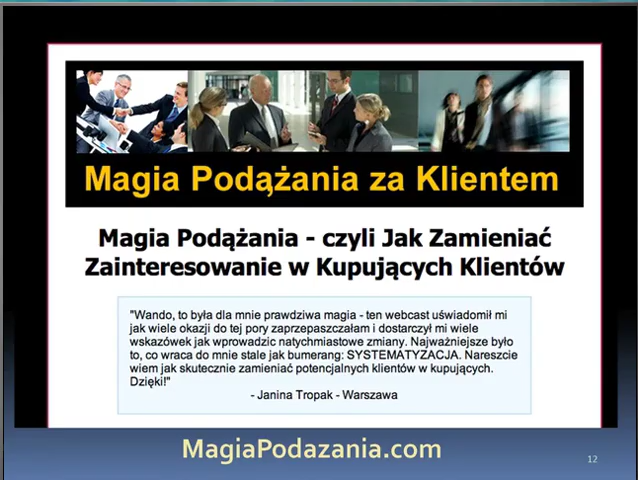 Magia Podążania za Klientem
Magia Podążania - czyli Jak Zamieniać
Zainteresowanie w Kupujących Klientów
"Wando, to była dla mnie prawdziwa magia - ten webcast uświadomił mi
jak wiele okazji do tej pory zaprzepaszczałam i dostarczył mi wiele
wskazówek jak wprowadzic natychmiastowe zmiany. Najważniejsze było
to, co wraca do mnie stale jak bumerang: SYSTEMATYZACJA. Nareszcie
wiem jak skutecznie zamieniać potencjalnych klientów w kupujących.
Dzięki!"
- Janina Tropak - Warszawa
MagiaPodazania.com
12